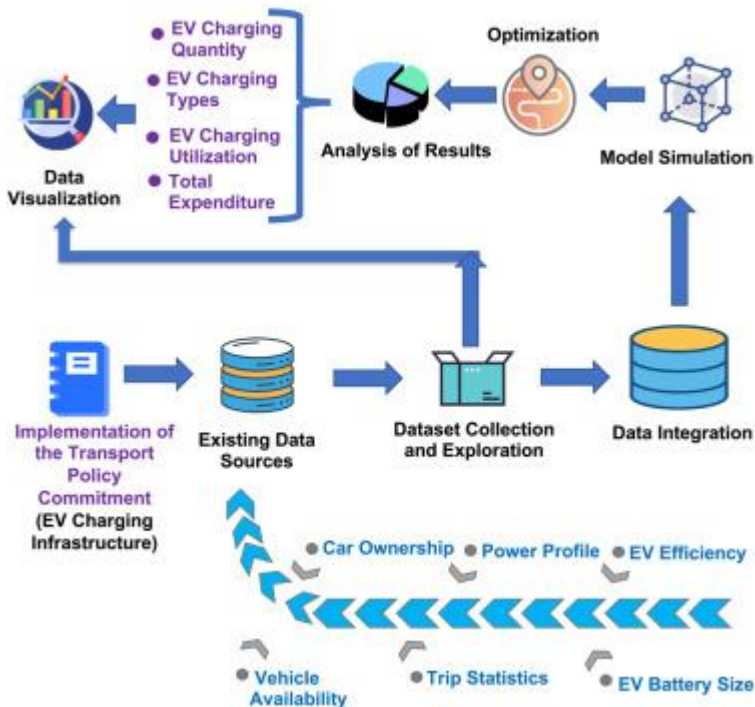 EV Charging
Quantity
EV Charging
Types
EV Charging
Utilization
Total
Expenditure
Data
Visualization
Optimization
Analysis of Results
Model Simulation
Implementation of
the Transport
Policy
Commitment
(EV Charging
Infrastructure)
Existing Data
Sources
Dataset Collection
and Exploration
Data Integration
Car Ownership
Power Profile
EV Efficiency
Vehicle
Availability
Trip Statistics
EV Battery Size